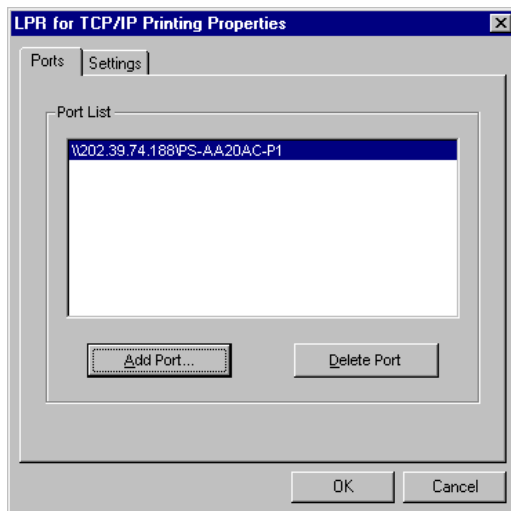 LPR for TCP/IP Printing Properties
Ports
Settings
Port List
\\202.39.74.188\PS-AA20AC-P1
Add Port...
Delete Port
OK
Cancel